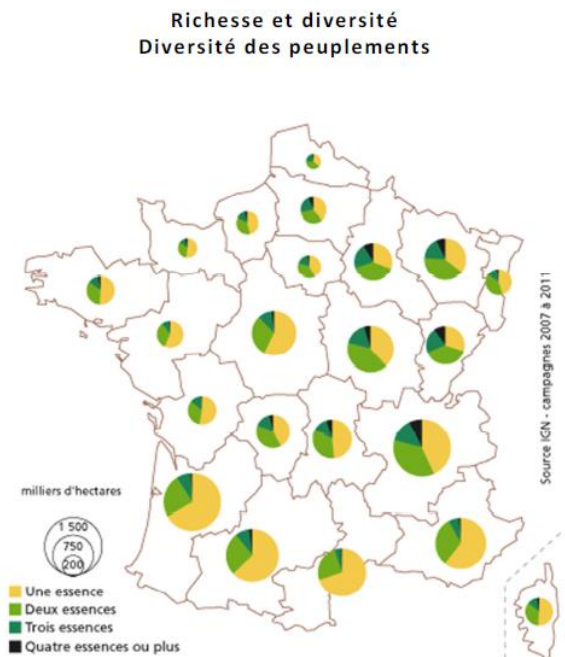 Richesse et diversité
Diversité des peuplements
Source IGN - campagnes 2007 à 2011
milliers d'hectares
1 500
750
200
Une essence
Deux essences
Trois essences
Quatre essences ou plus